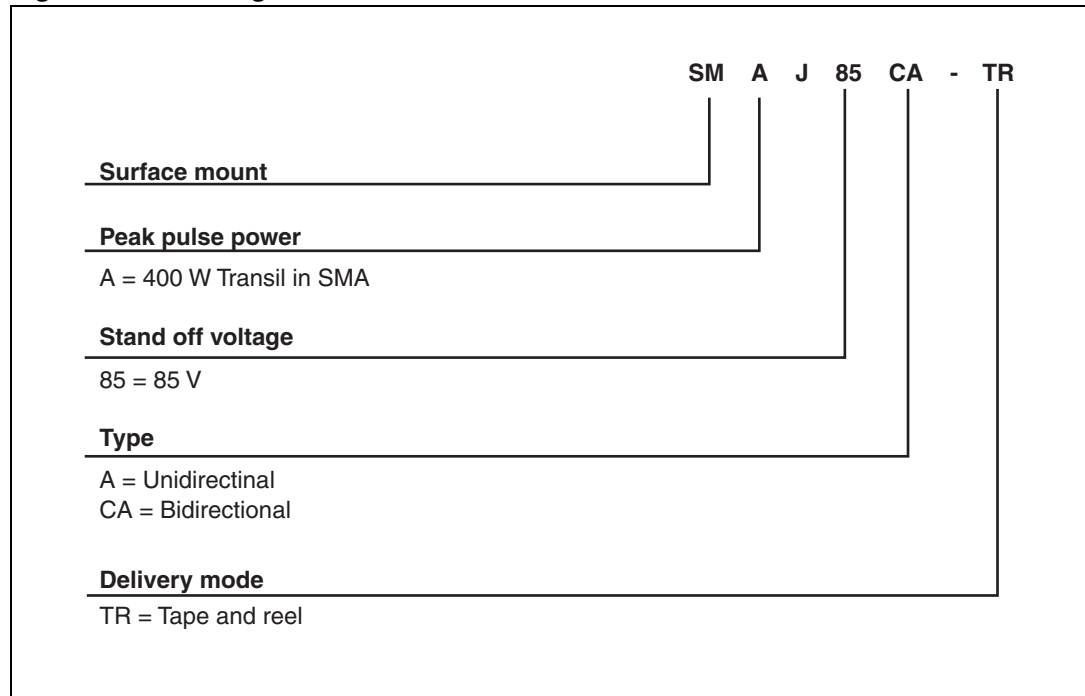 SM A J 85 CA - TR
Surface mount
Peak pulse power
A = 400 W Transil in SMA
Stand off voltage
85 = 85 V
Type
A = Unidirectinal
CA = Bidirectional
Delivery mode
TR = Tape and reel